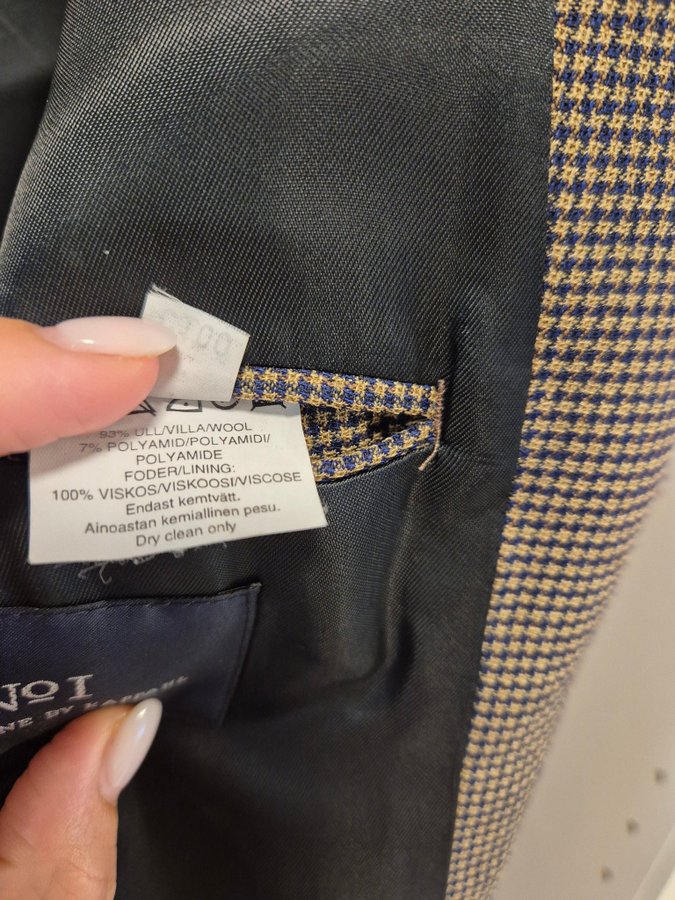 93% ULL/VILLA/WOOL
7% POLYAMID/POLYAMIDI/
POLYAMIDE
FODER/LINING:
100% VISKOS/VISKOOSI/VISCOSE
Endast kemtvätt.
Ainoastan kemiallinen pesu.
Dry clean only
BY